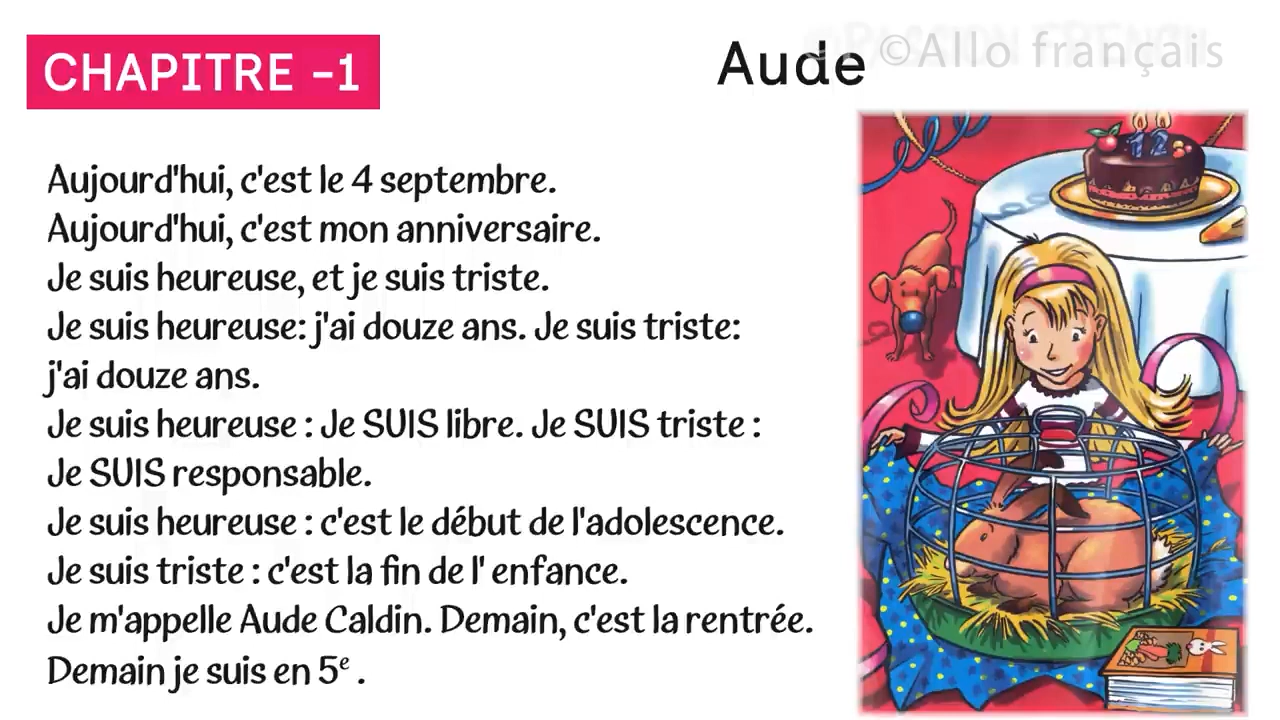 CHAPITRE -1
Aude
©Allo français
Aujourd'hui, c'est le 4 septembre.
Aujourd'hui, c'est mon anniversaire.
Je suis heureuse, et je suis triste.
Je suis heureuse: j'ai douze ans. Je suis triste:
j'ai douze ans.
Je suis heureuse : Je SUIS libre. Je SUIS triste :
Je SUIS responsable.
Je suis heureuse : c'est le début de l'adolescence.
Je suis triste : c'est la fin de l' enfance.
Je m'appelle Aude Caldin. Demain, c'est la rentrée.
Demain je suis en 5e .
12